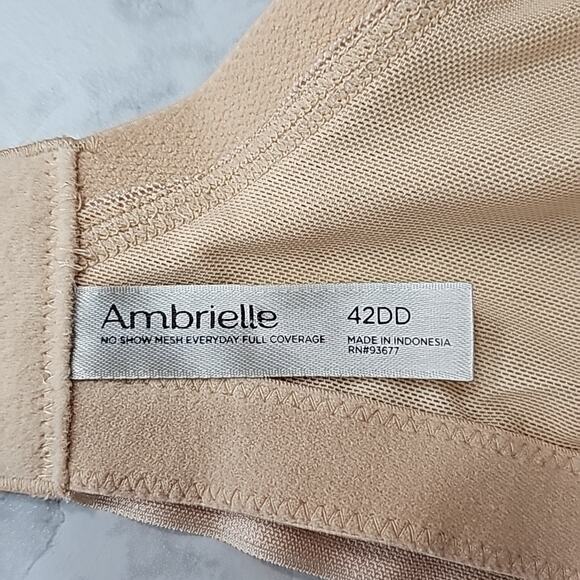 Ambrielle 42DD
NO SHOW MESH EVERYDAY FULL COVERAGE MADE IN INDONESIA
RN#93677